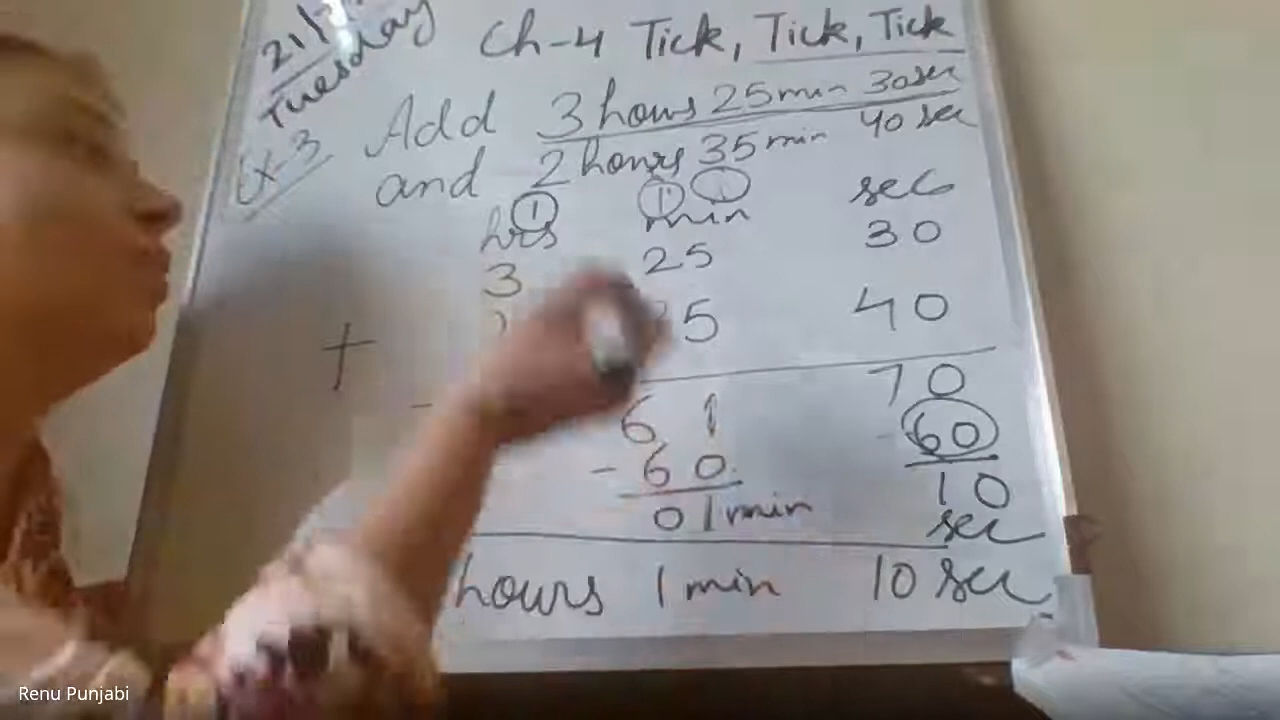 Tuesday
Ch-4 Tick, Tick, Tick
Ex-3
Add 3 hours 25 min 30 sec
and 2 hours 35 min 40 sec
1 1 1
hrs min sec
3 25 30
+ 5 40
61 70
- 60 - 60
01 min 10
sec
hours 1 min 10 sec
Renu Punjabi